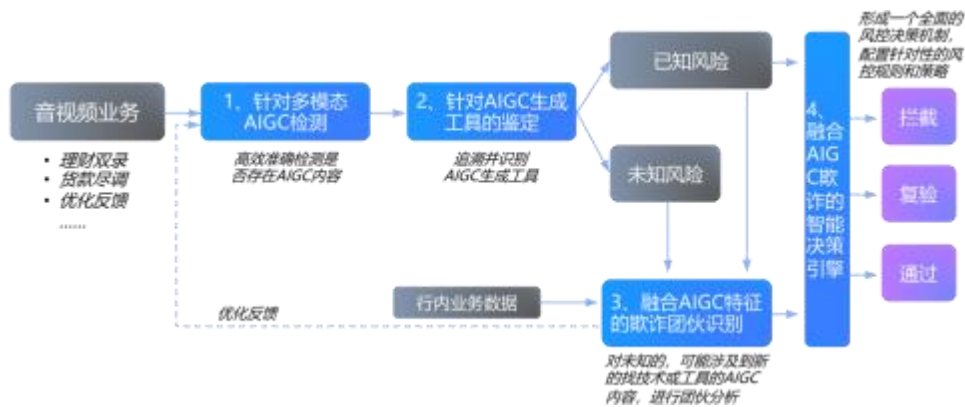 音视频业务
• 理财双录
• 贷款尽调
• 优化反馈
......
1、针对多模态
AIGC检测
高效准确检测是
否存在AIGC内容
2、针对AIGC生成
工具的鉴定
追溯并识别
AIGC生成工具
已知风险
未知风险
行内业务数据
优化反馈
3、融合AIGC特征
的欺诈团伙识别
对未知的，可能涉及到新
的找技术或工具的AIGC
内容，进行团伙分析
4、
融合
AIG
C欺
诈的
智能
决策
引擎
形成一个全面的
风控决策机制，
配置针对性的风
控规则和策略
拦截
复验
通过